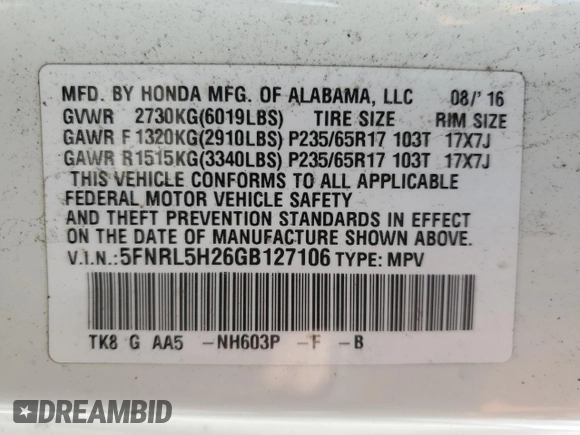 MFD. BY HONDA MFG. OF ALABAMA, LLC 08/'16
GVWR 2730KG(6019LBS) TIRE SIZE RIM SIZE
GAWR F1320KG(2910LBS) P235/65R17 103T 17X7J
GAWR R1515KG(3340LBS) P235/65R17 103T 17X7J
THIS VEHICLE CONFORMS TO ALL APPLICABLE
FEDERAL MOTOR VEHICLE SAFETY
AND THEFT PREVENTION STANDARDS IN EFFECT
ON THE DATE OF MANUFACTURE SHOWN ABOVE.
V.I.N.:5FNRL5H26GB127106 TYPE: MPV
TK8 G AA5 -NH603P -F -B
DREAMBID